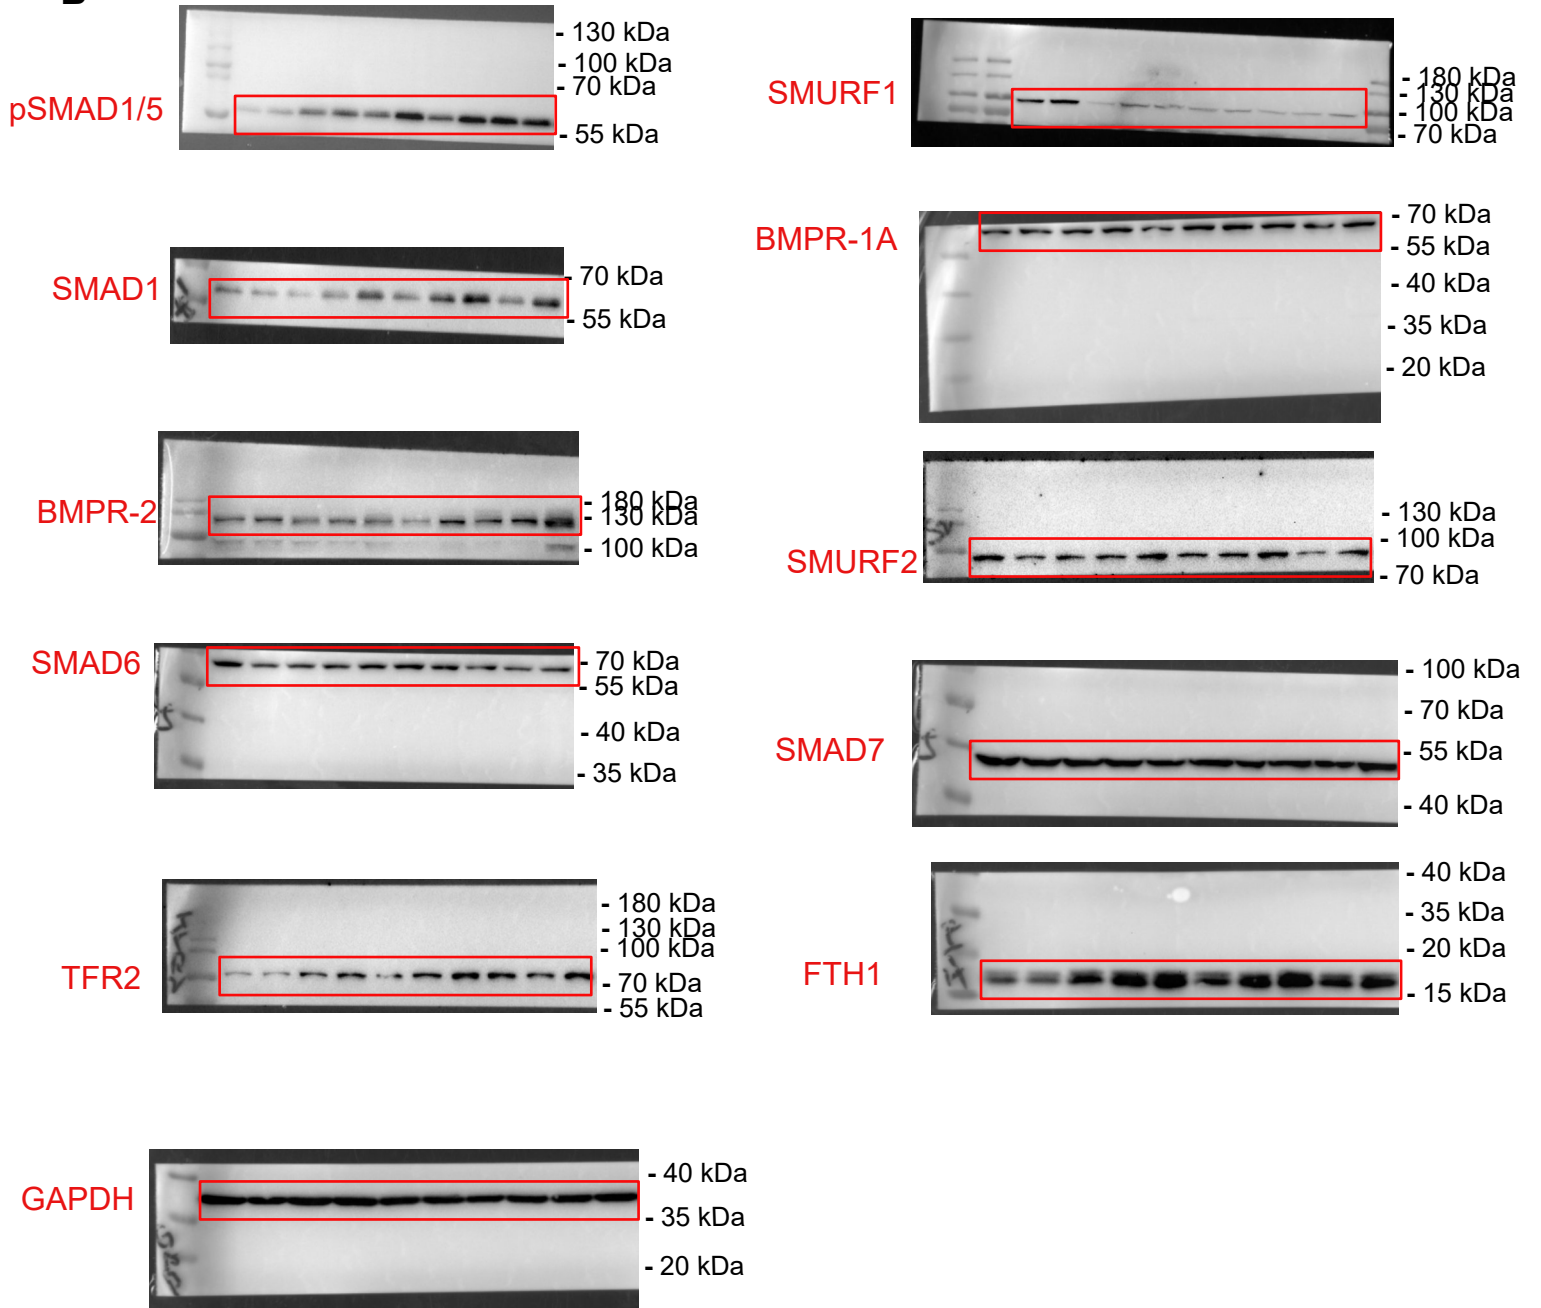 pSMAD1/5
- 130 kDa
- 100 kDa
- 70 kDa
- 55 kDa
SMURF1
- 180 kDa
- 130 kDa
- 100 kDa
- 70 kDa
SMAD1
- 70 kDa
- 55 kDa
BMPR-1A
- 70 kDa
- 55 kDa
- 40 kDa
- 35 kDa
- 20 kDa
BMPR-2
- 180 kDa
- 130 kDa
- 100 kDa
SMURF2
- 130 kDa
- 100 kDa
- 70 kDa
SMAD6
- 70 kDa
- 55 kDa
- 40 kDa
- 35 kDa
SMAD7
- 100 kDa
- 70 kDa
- 55 kDa
- 40 kDa
TFR2
- 180 kDa
- 130 kDa
- 100 kDa
- 70 kDa
- 55 kDa
FTH1
- 40 kDa
- 35 kDa
- 20 kDa
- 15 kDa
GAPDH
- 40 kDa
- 35 kDa
- 20 kDa